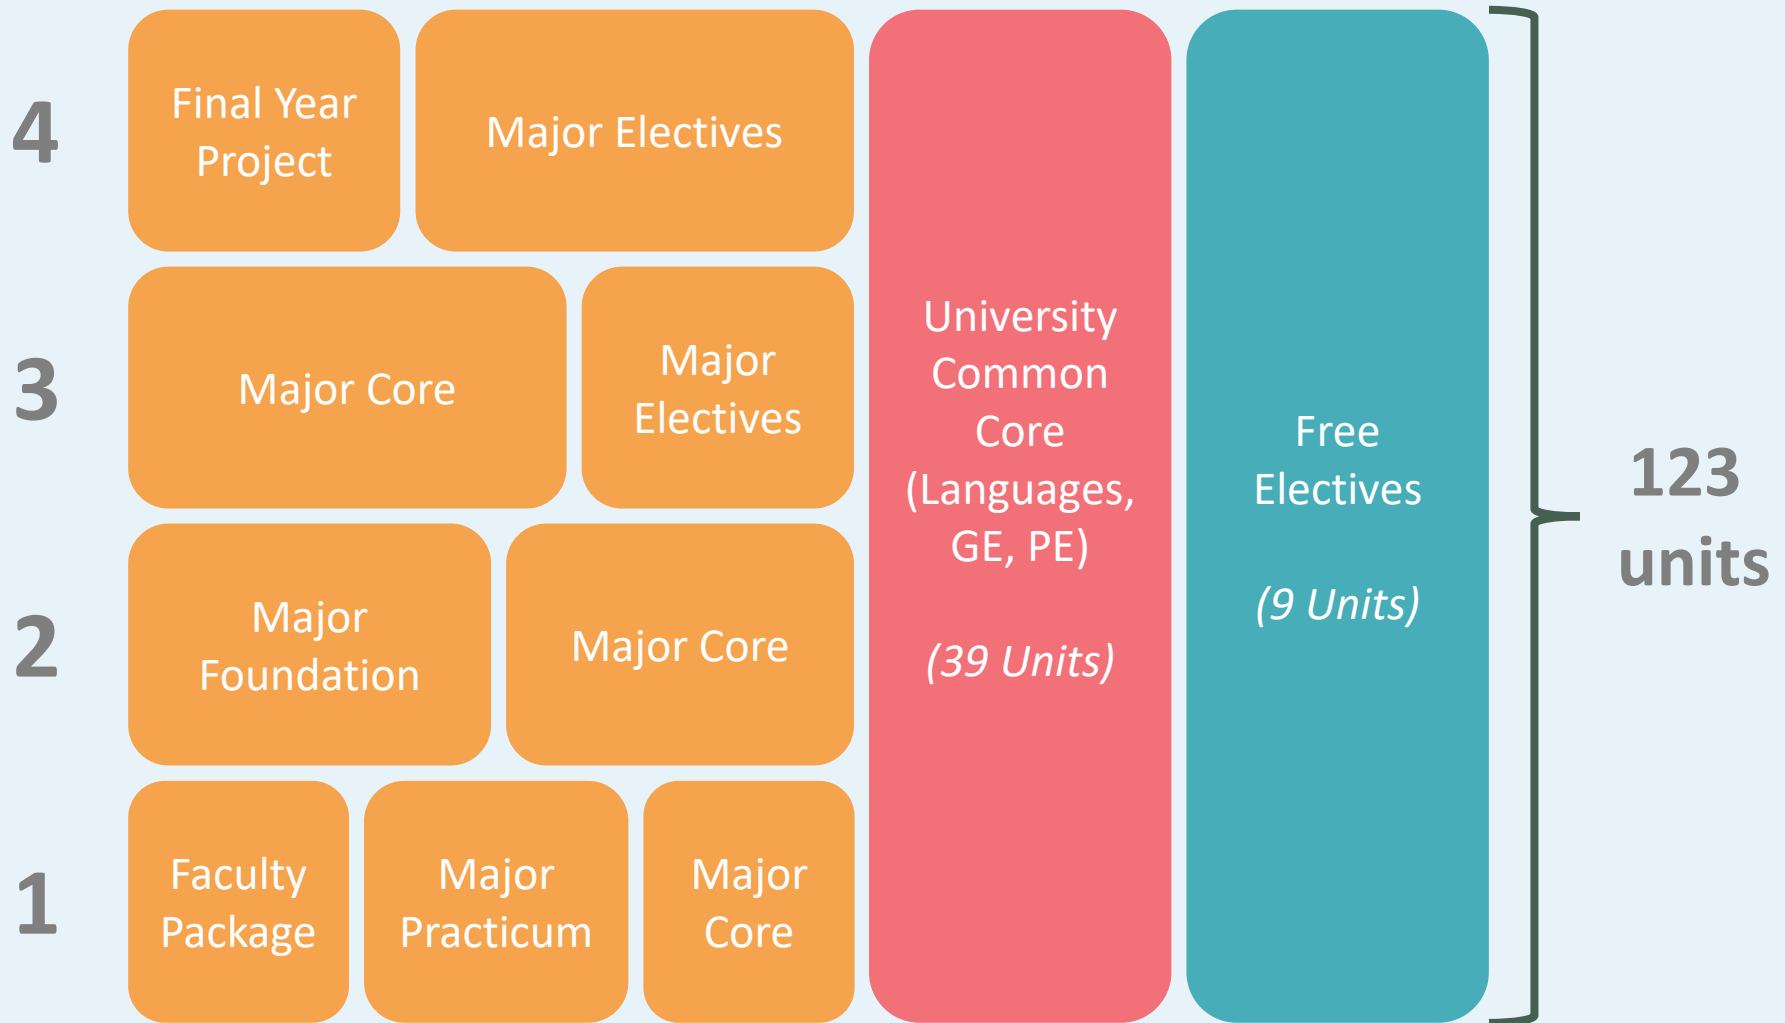 4
Final Year
Project
Major Electives
3
Major Core
Major
Electives
2
Major
Foundation
Major Core
1
Faculty
Package
Major
Practicum
Major
Core
University
Common
Core
(Languages,
GE, PE)
(39 Units)
Free
Electives
(9 Units)
123
units